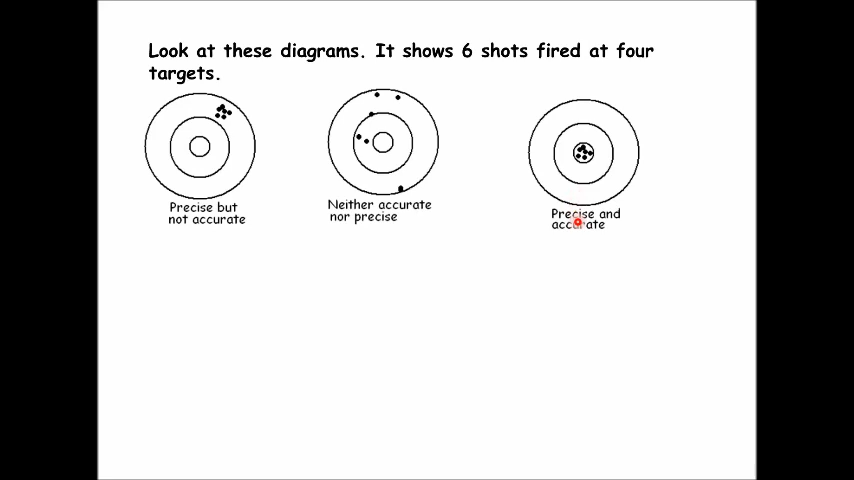 Look at these diagrams. It shows 6 shots fired at four
targets.
Precise but
not accurate
Neither accurate
nor precise
Precise and
accurate